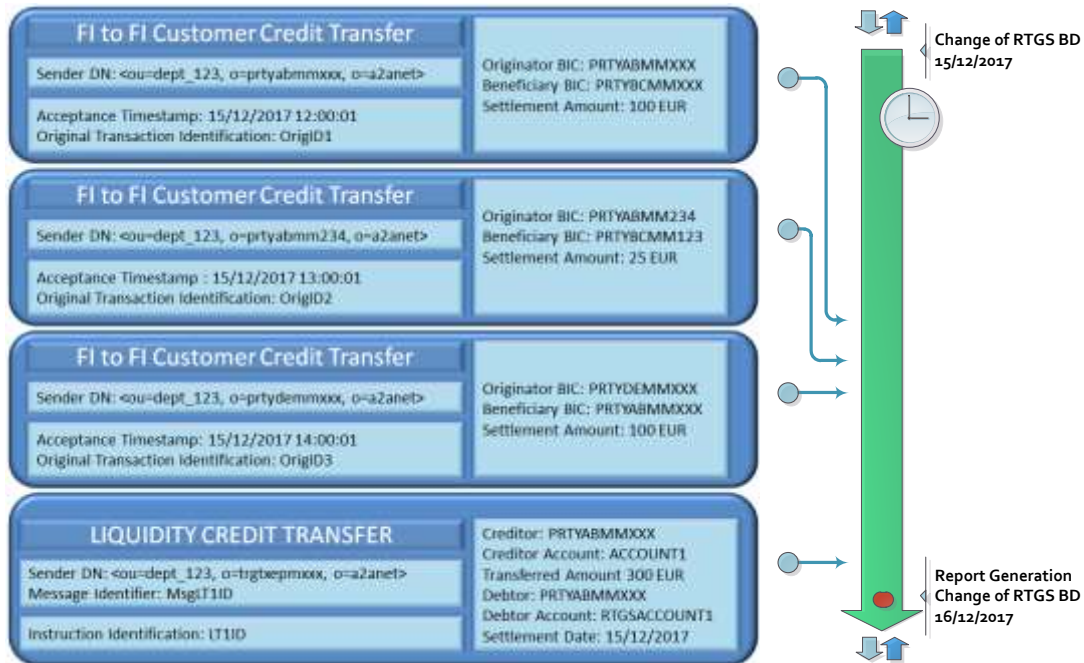 FI to FI Customer Credit Transfer
Sender DN: <ou=dept_123, o=prtyabmmxxx, o=a2anet>
Acceptance Timestamp: 15/12/2017 12:00:01
Original Transaction Identification: OrigID1
Originator BIC: PRTYABMMXXX
Beneficiary BIC: PRTYBCMMXXX
Settlement Amount: 100 EUR
FI to FI Customer Credit Transfer
Sender DN: <ou=dept_123, o=prtyabmm234, o=a2anet>
Acceptance Timestamp : 15/12/2017 13:00:01
Original Transaction Identification: OrigID2
Originator BIC: PRTYABMM234
Beneficiary BIC: PRTYBCMM123
Settlement Amount: 25 EUR
FI to FI Customer Credit Transfer
Sender DN: <ou=dept_123, o=prtydemmxxx, o=a2anet>
Acceptance Timestamp: 15/12/2017 14:00:01
Original Transaction Identification: OrigID3
Originator BIC: PRTYDEMMXXX
Beneficiary BIC: PRTYABMMXXX
Settlement Amount: 100 EUR
LIQUIDITY CREDIT TRANSFER
Sender DN: <ou=dept_123, o=trgtxepmxxx, o=a2anet>
Message Identifier: MsgLT1ID
Instruction Identification: LT1ID
Creditor: PRTYABMMXXX
Creditor Account: ACCOUNT1
Transferred Amount 300 EUR
Debtor: PRTYABMMXXX
Debtor Account: RTGSACCOUNT1
Settlement Date: 15/12/2017
Change of RTGS BD
15/12/2017
Report Generation
Change of RTGS BD
16/12/2017